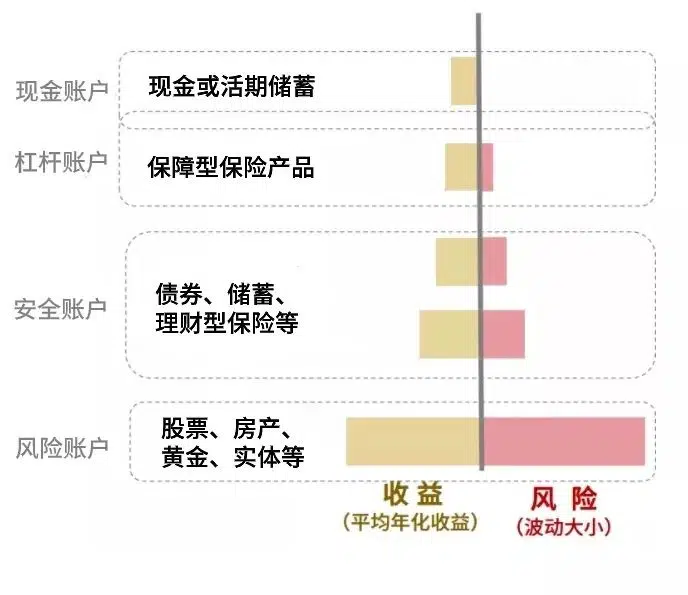 现金账户
现金或活期储蓄
杠杆账户
保障型保险产品
安全账户
债券、储蓄、
理财型保险等
风险账户
股票、房产、
黄金、实体等
收益
（平均年化收益）
风险
（波动大小）